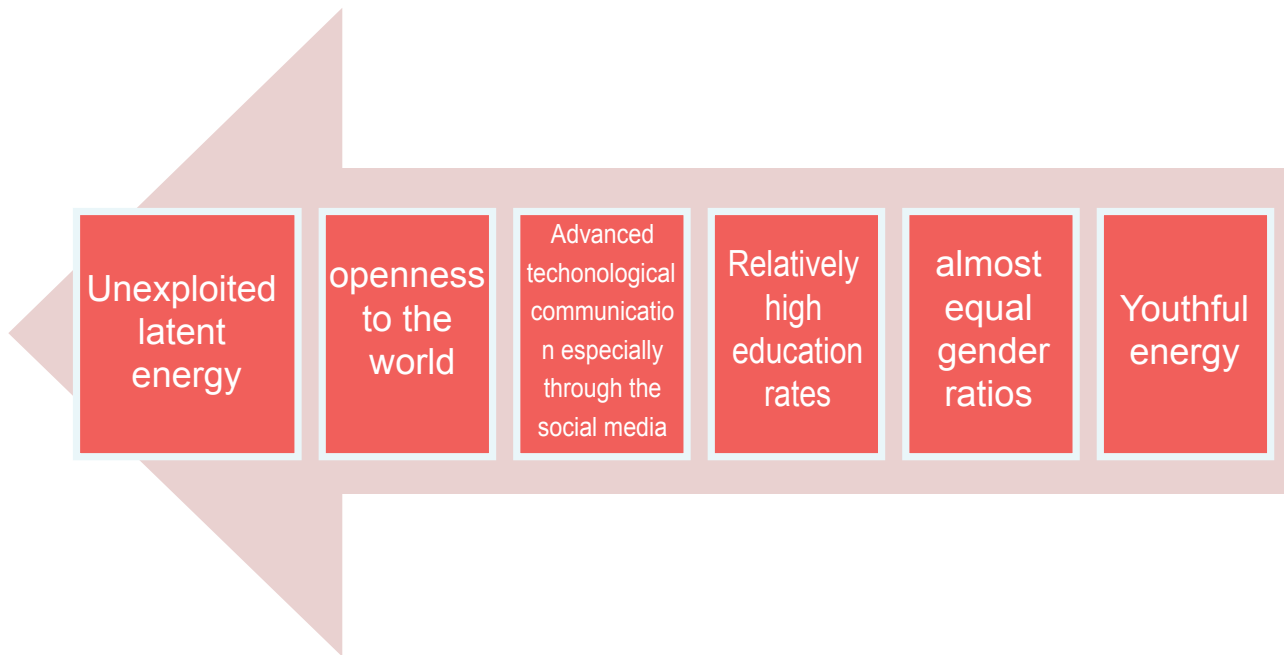 Unexploited
latent
energy
openness
to the
world
Advanced
techonological
communicatio
n especially
through the
social media
Relatively
high
education
rates
almost
equal
gender
ratios
Youthful
energy